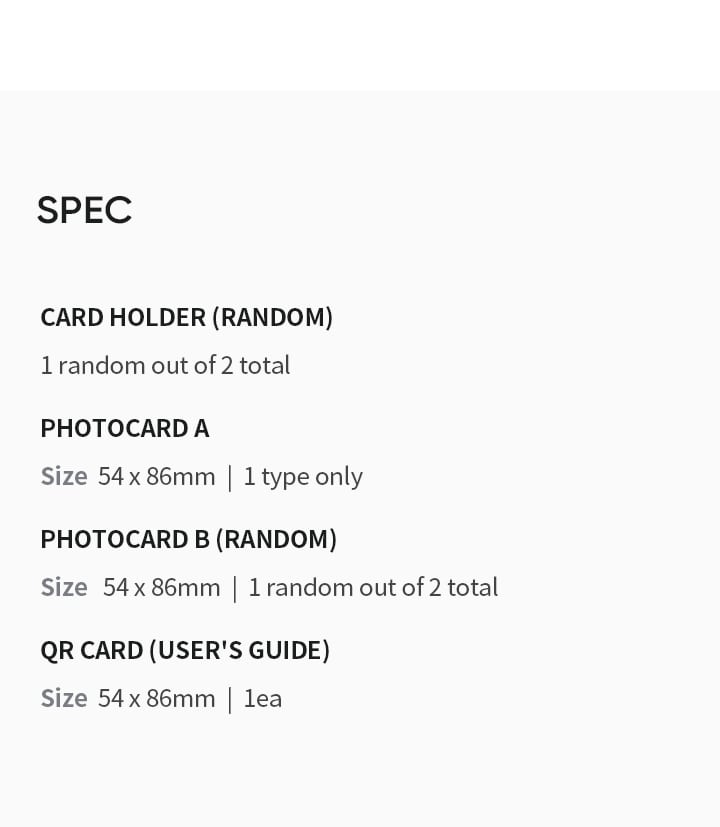 SPEC
CARD HOLDER (RANDOM)
1 random out of 2 total
PHOTOCARD A
Size 54 x 86mm | 1 type only
PHOTOCARD B (RANDOM)
Size 54 x 86mm | 1 random out of 2 total
QR CARD (USER'S GUIDE)
Size 54 x 86mm | 1ea